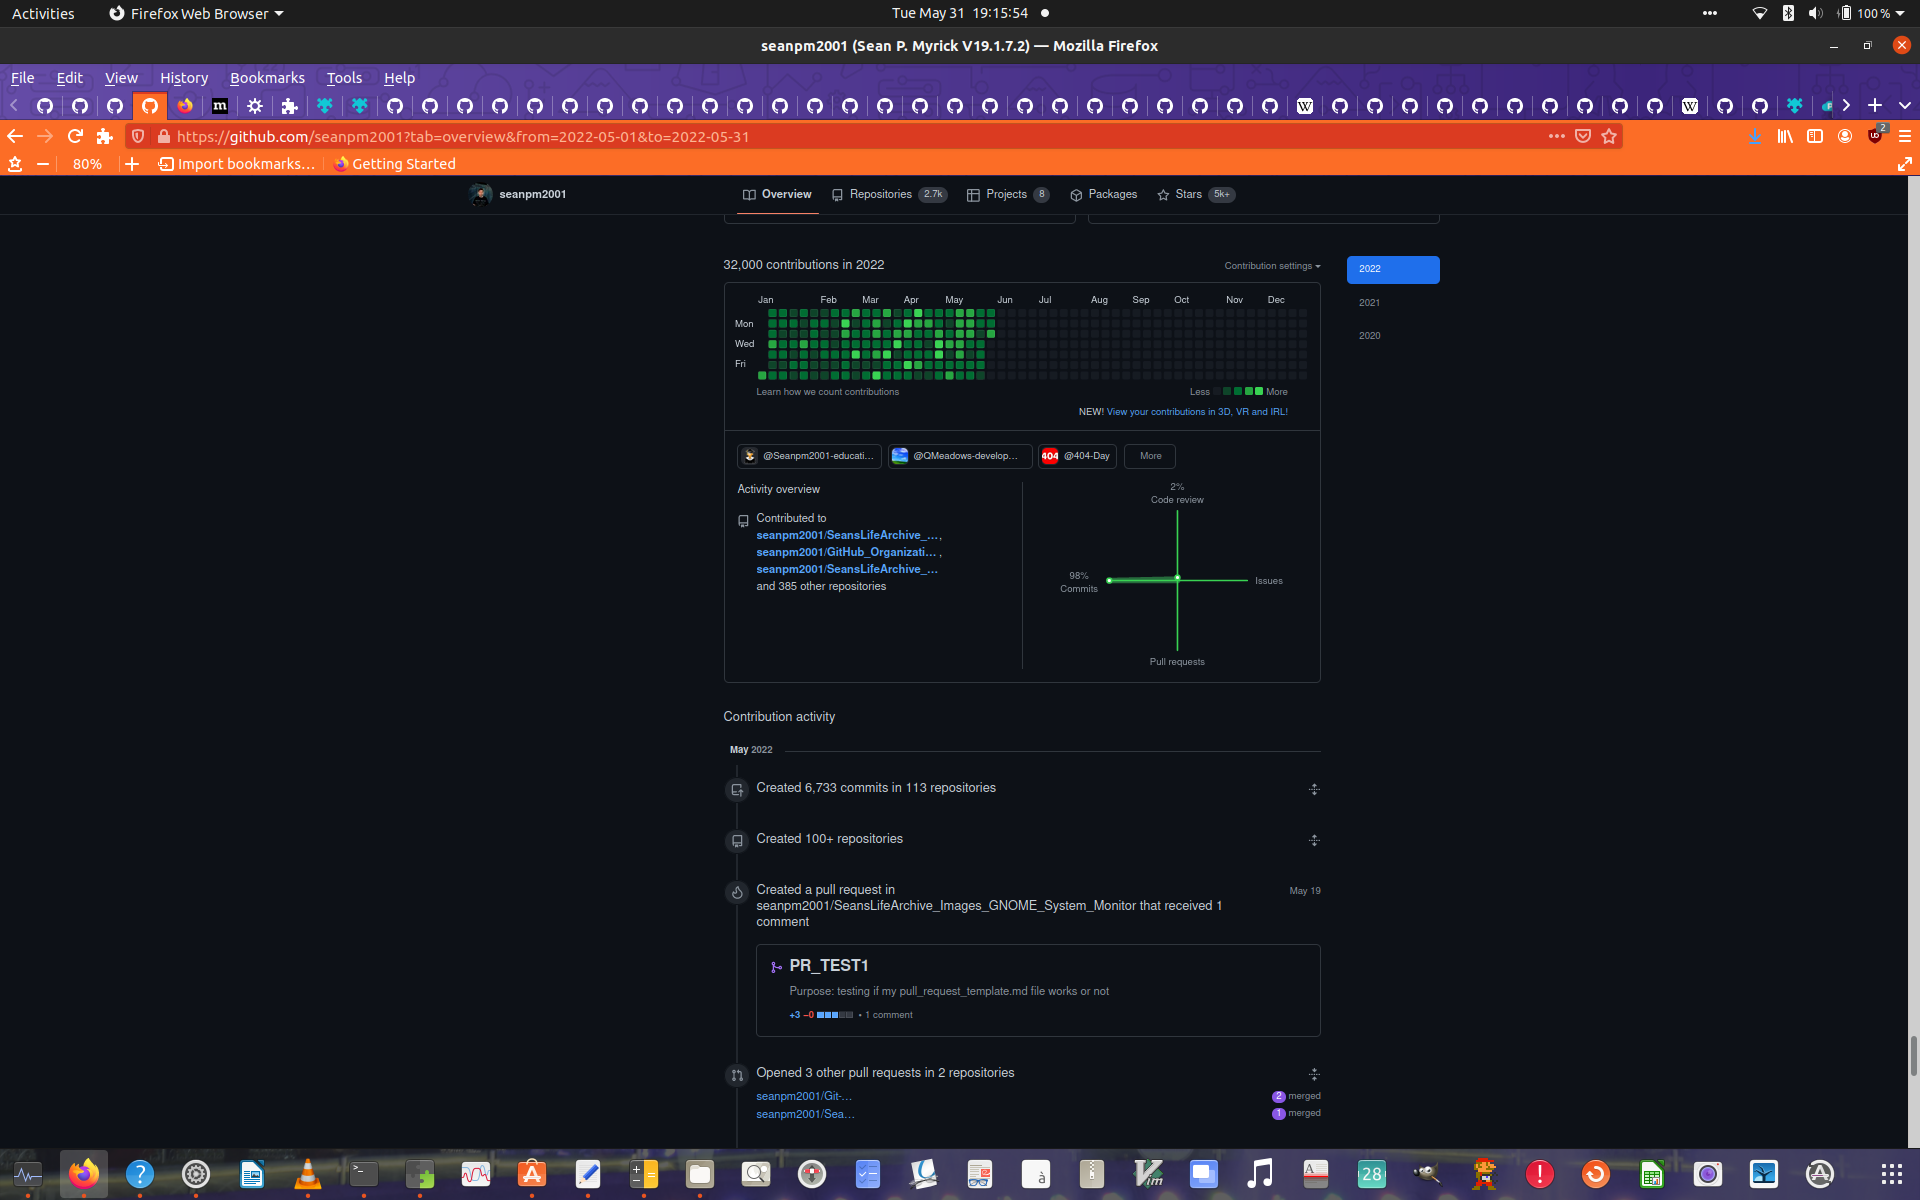 Activities
Firefox Web Browser
Tue May 31 19:15:54
100 %
seanpm2001 (Sean P. Myrick V19.1.7.2) — Mozilla Firefox
File Edit View History Bookmarks Tools Help
https://github.com/seanpm2001?tab=overview&from=2022-05-01&to=2022-05-31
2
80%
Import bookmarks…
Getting Started
seanpm2001
Overview
Repositories 2.7k
Projects 8
Packages
Stars 5k+
32,000 contributions in 2022
Contribution settings
2022
2021
2020
Jan Feb Mar Apr May Jun Jul Aug Sep Oct Nov Dec
Mon
Wed
Fri
Learn how we count contributions
Less More
NEW! View your contributions in 3D, VR and IRL!
@Seanpm2001-educati…
@QMeadows-develop…
404 @404-Day
More
Activity overview
Contributed to
seanpm2001/SeansLifeArchive_…,
seanpm2001/GitHub_Organizati… ,
seanpm2001/SeansLifeArchive_…
and 385 other repositories
2%
Code review
98%
Commits
Issues
Pull requests
Contribution activity
May 2022
Created 6,733 commits in 113 repositories
Created 100+ repositories
Created a pull request in
seanpm2001/SeansLifeArchive_Images_GNOME_System_Monitor that received 1
comment
May 19
PR_TEST1
Purpose: testing if my pull_request_template.md file works or not
+3 −0 • 1 comment
Opened 3 other pull requests in 2 repositories
seanpm2001/Git-…
2 merged
seanpm2001/Sea…
1 merged
28